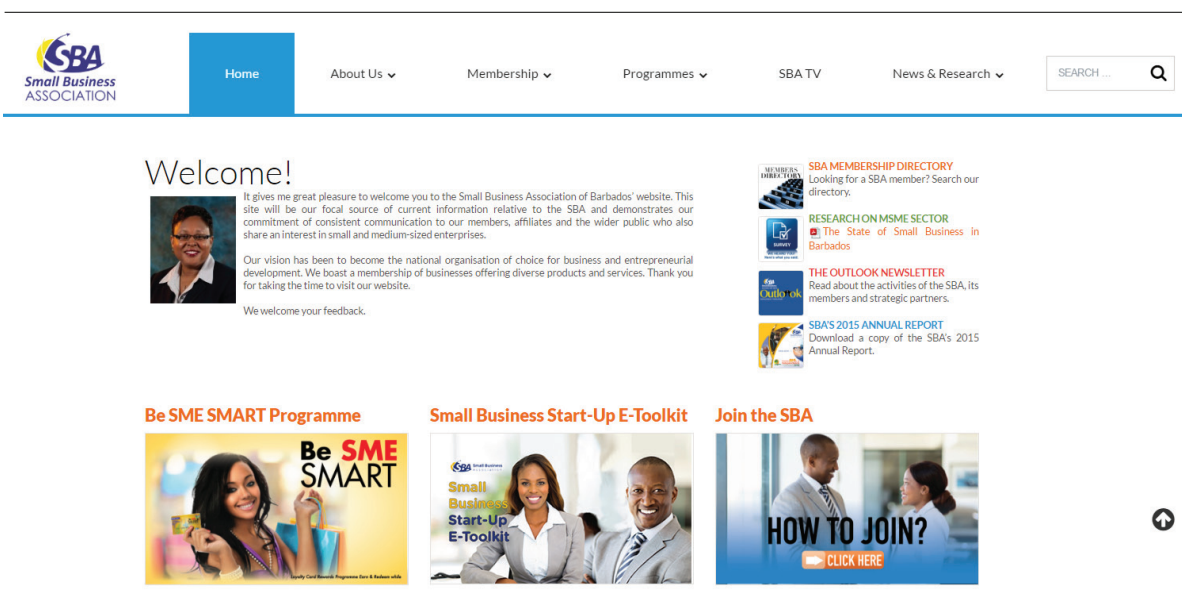 SBA
Small Business
ASSOCIATION
Home
About Us
Membership
Programmes
SBA TV
News & Research
SEARCH ...
Welcome!
It gives me great pleasure to welcome you to the Small Business Association of Barbados' website. This
site will be our focal source of current information relative to the SBA and demonstrates our
commitment of consistent communication to our members, affiliates and the wider public who also
share an interest in small and medium-sized enterprises.
Our vision has been to become the national organisation of choice for business and entrepreneurial
development. We boast a membership of businesses offering diverse products and services. Thank you
for taking the time to visit our website.
We welcome your feedback.
MEMBERS
DIRECTORY
SBA MEMBERSHIP DIRECTORY
Looking for a SBA member? Search our
directory.
SURVEY
RESEARCH ON MSME SECTOR
The State of Small Business in
Barbados
Outlook
THE OUTLOOK NEWSLETTER
Read about the activities of the SBA, its
members and strategic partners.
SBA'S 2015 ANNUAL REPORT
Download a copy of the SBA's 2015
Annual Report.
Be SME SMART Programme
Be SME
SMART
Loyalty Card Rewards Programme Earn & Redeem while
Small Business Start-Up E-Toolkit
SBA Small Business
Small
Business
Start-Up
E-Toolkit
Join the SBA
HOW TO JOIN?
CLICK HERE